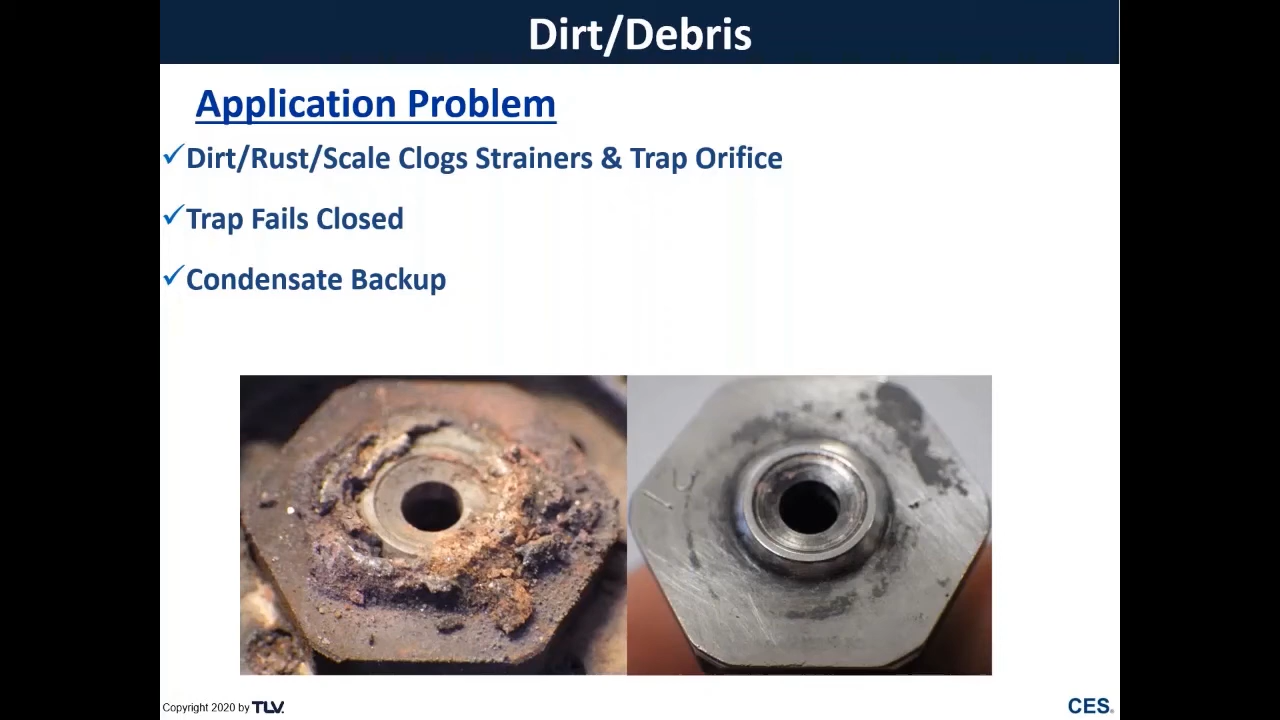 Dirt/Debris
Application Problem
✓Dirt/Rust/Scale Clogs Strainers & Trap Orifice
✓Trap Fails Closed
✓Condensate Backup
Copyright 2020 by TLV.
CES®